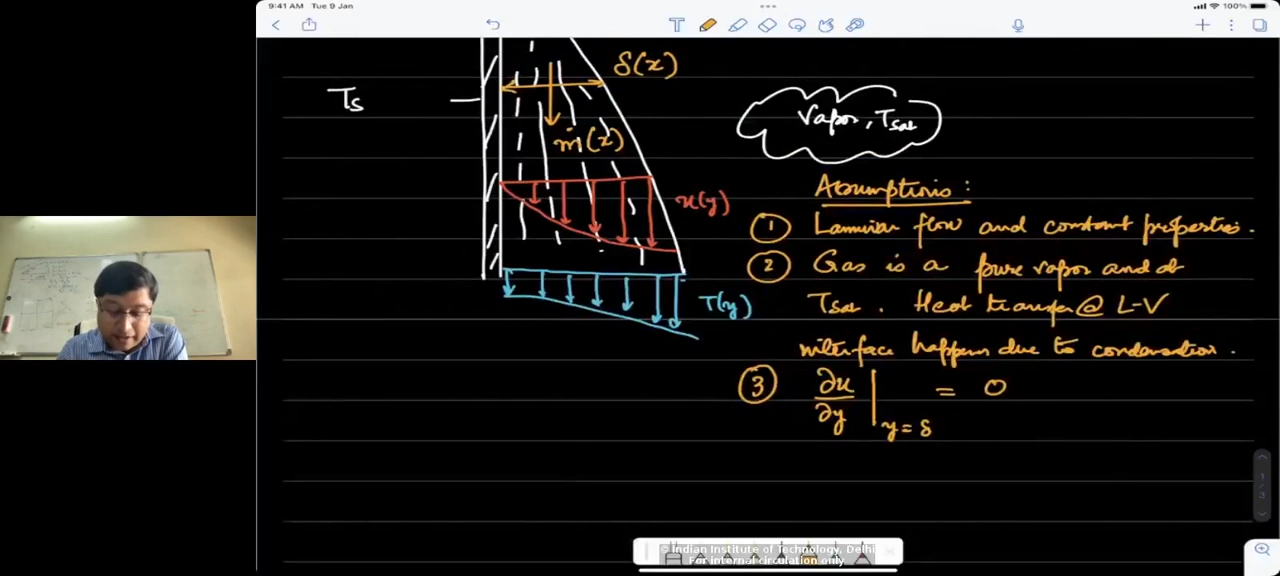 9:41 AM Tue 9 Jan
100%
δ(x)
Ts
ṁ(x)
Vapor, Tsat
Assumptions:
u(y)
① Laminar flow and constant properties.
② Gas is a pure vapor and at
Tsat. Heat transfer @ L-V
T(y)
interface happens due to condensation.
③ ∂u/∂y | y=δ = 0
© Indian Institute of Technology, Delhi
For internal circulation only